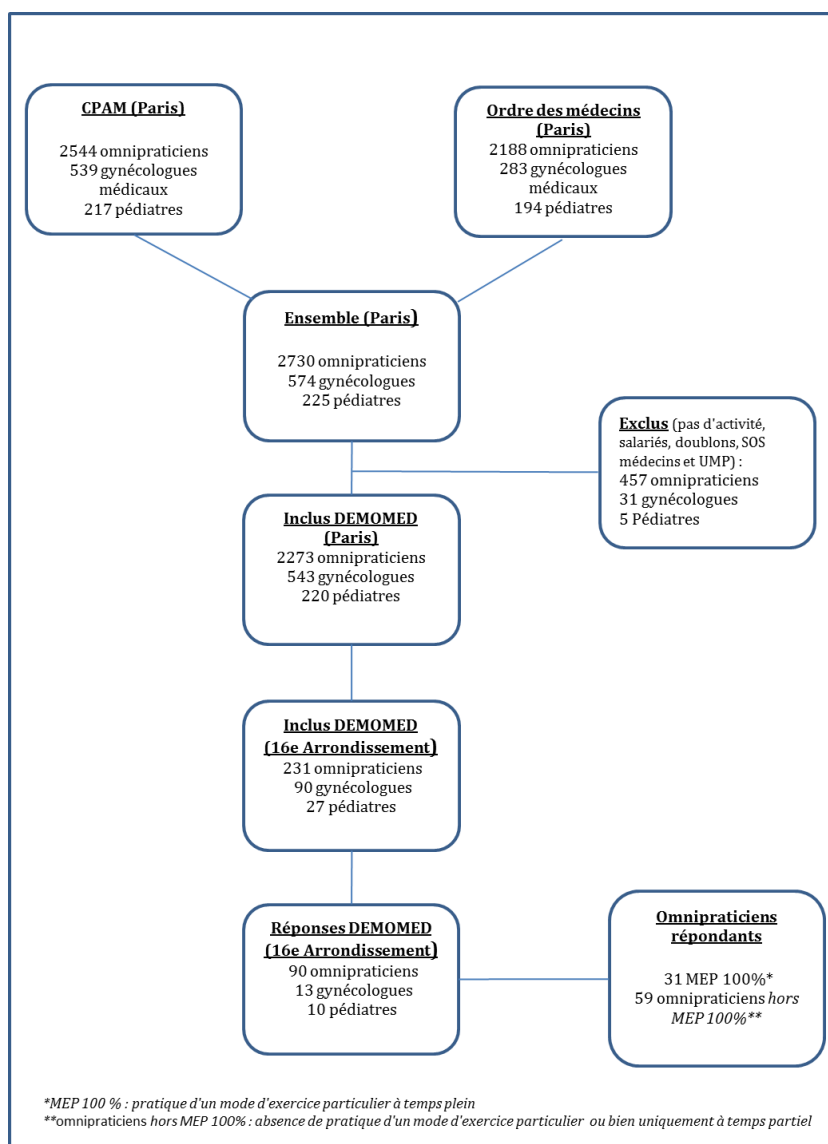 CPAM (Paris)
2544 omnipraticiens
539 gynécologues
médicaux
217 pédiatres
Ordre des médecins
(Paris)
2188 omnipraticiens
283 gynécologues
médicaux
194 pédiatres
Ensemble (Paris)
2730 omnipraticiens
574 gynécologues
225 pédiatres
Exclus (pas d'activité,
salariés, doublons, SOS
médecins et UMP) :
457 omnipraticiens
31 gynécologues
5 Pédiatres
Inclus DEMOMED
(Paris)
2273 omnipraticiens
543 gynécologues
220 pédiatres
Inclus DEMOMED
(16e Arrondissement)
231 omnipraticiens
90 gynécologues
27 pédiatres
Réponses DEMOMED
(16e Arrondissement)
90 omnipraticiens
13 gynécologues
10 pédiatres
Omnipraticiens
répondants
31 MEP 100%*
59 omnipraticiens hors
MEP 100%**
*MEP 100 % : pratique d'un mode d'exercice particulier à temps plein
**omnipraticiens hors MEP 100% : absence de pratique d'un mode d'exercice particulier ou bien uniquement à temps partiel